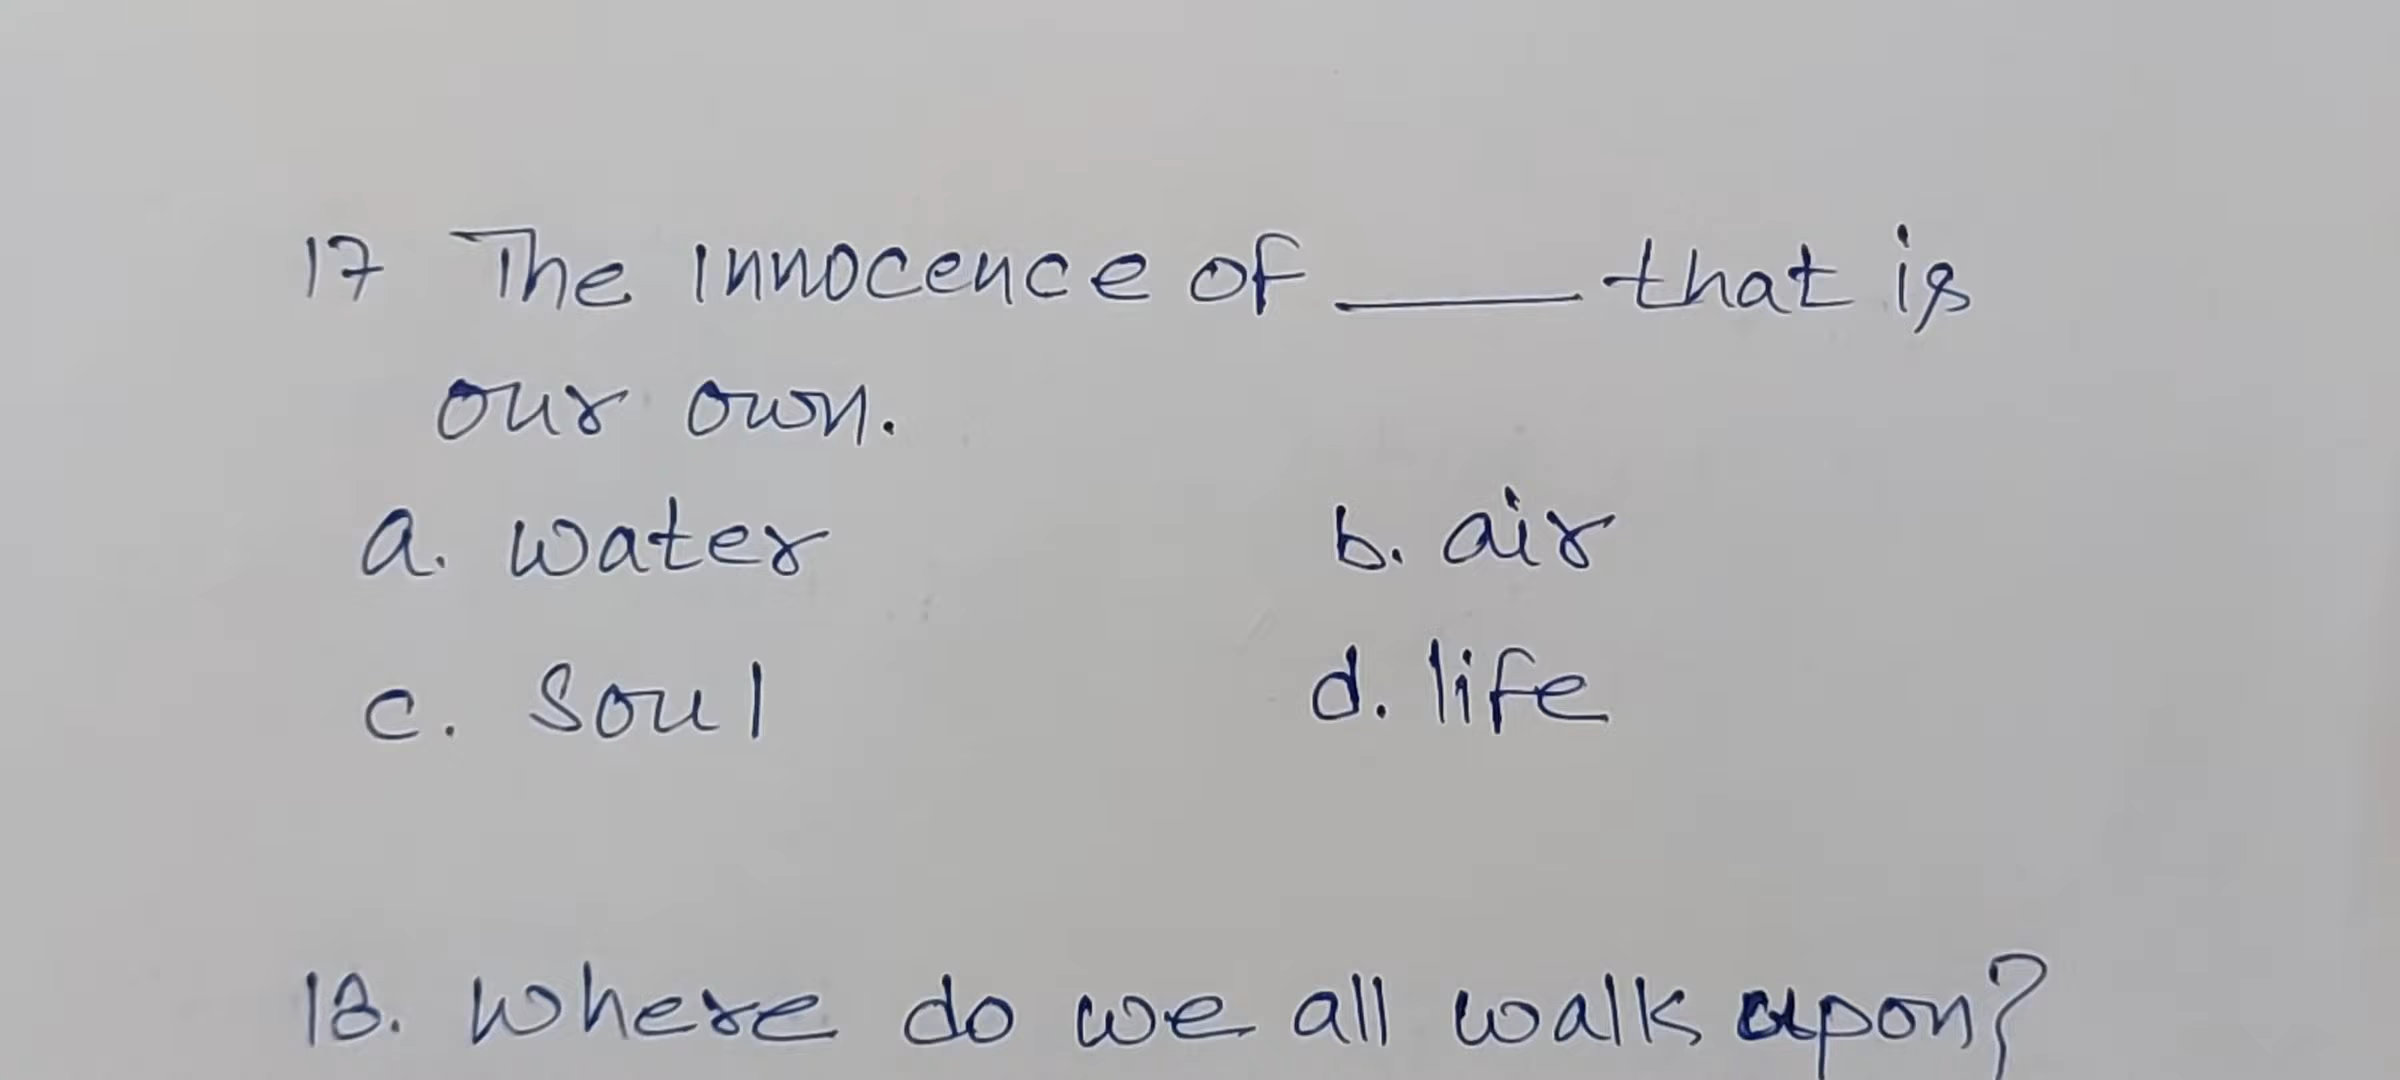 17 The innocence of ____ that is
our own.
a. water b. air
c. soul d. life
18. Where do we all walk upon?